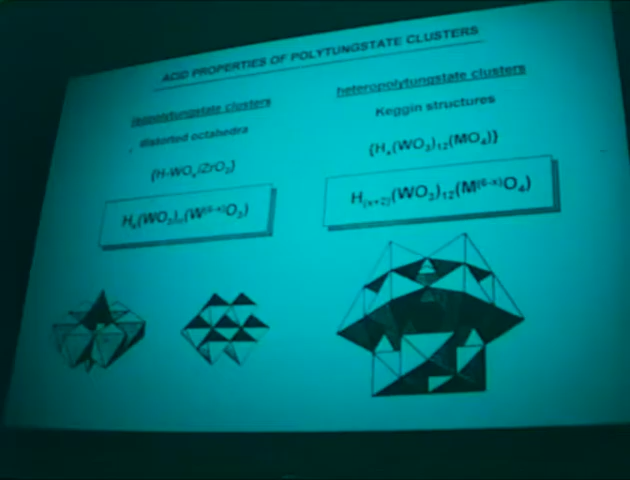 ACID PROPERTIES OF POLYTUNGSTATE CLUSTERS
isopolytungstate clusters
distorted octahedra
{H-WOₓ/ZrO₂}
Hₓ(WO₃)ₙ(W⁽⁶⁻ˣ⁾O₃)
heteropolytungstate clusters
Keggin structures
{Hₓ(WO₃)₁₂(MO₄)}
H₍ₓ₊₂₎(WO₃)₁₂(M⁽⁶⁻ˣ⁾O₄)